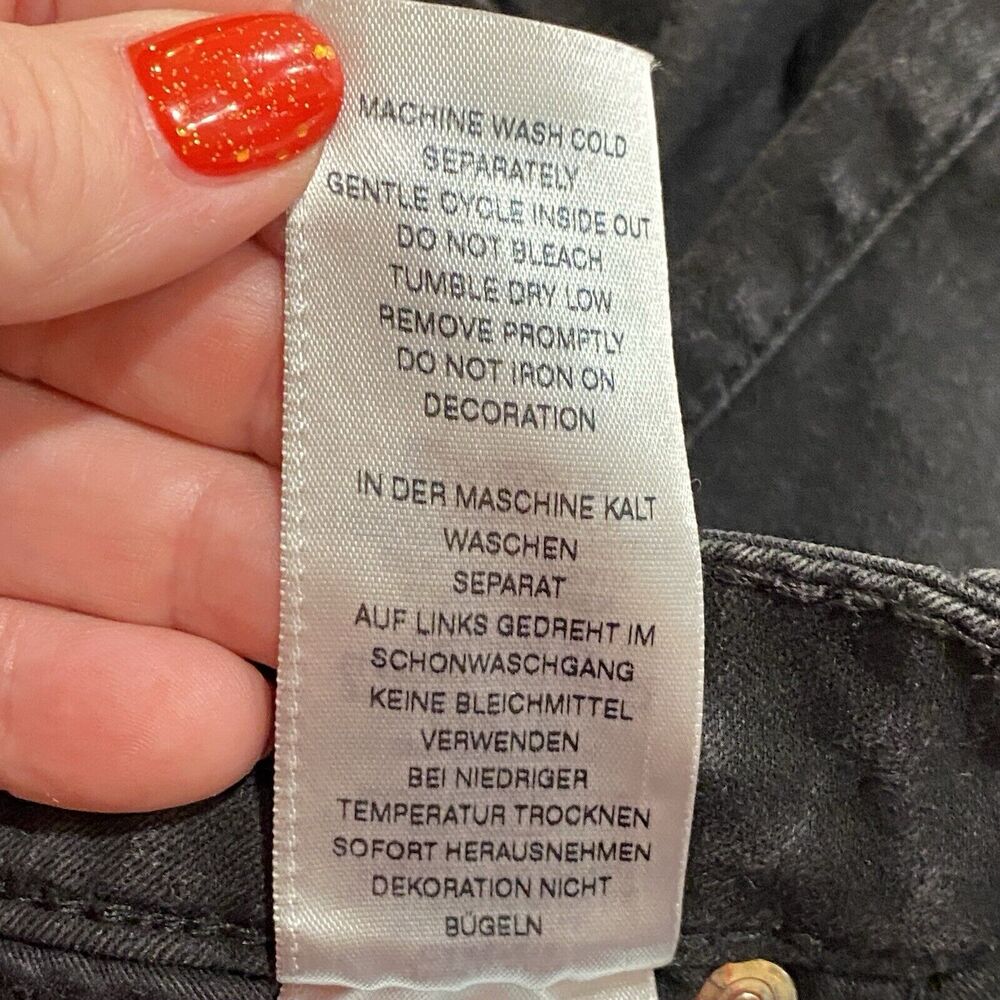 MACHINE WASH COLD
SEPARATELY
GENTLE CYCLE INSIDE OUT
DO NOT BLEACH
TUMBLE DRY LOW
REMOVE PROMPTLY
DO NOT IRON ON
DECORATION
IN DER MASCHINE KALT
WASCHEN
SEPARAT
AUF LINKS GEDREHT IM
SCHONWASCHGANG
KEINE BLEICHMITTEL
VERWENDEN
BEI NIEDRIGER
TEMPERATUR TROCKNEN
SOFORT HERAUSNEHMEN
DEKORATION NICHT
BÜGELN